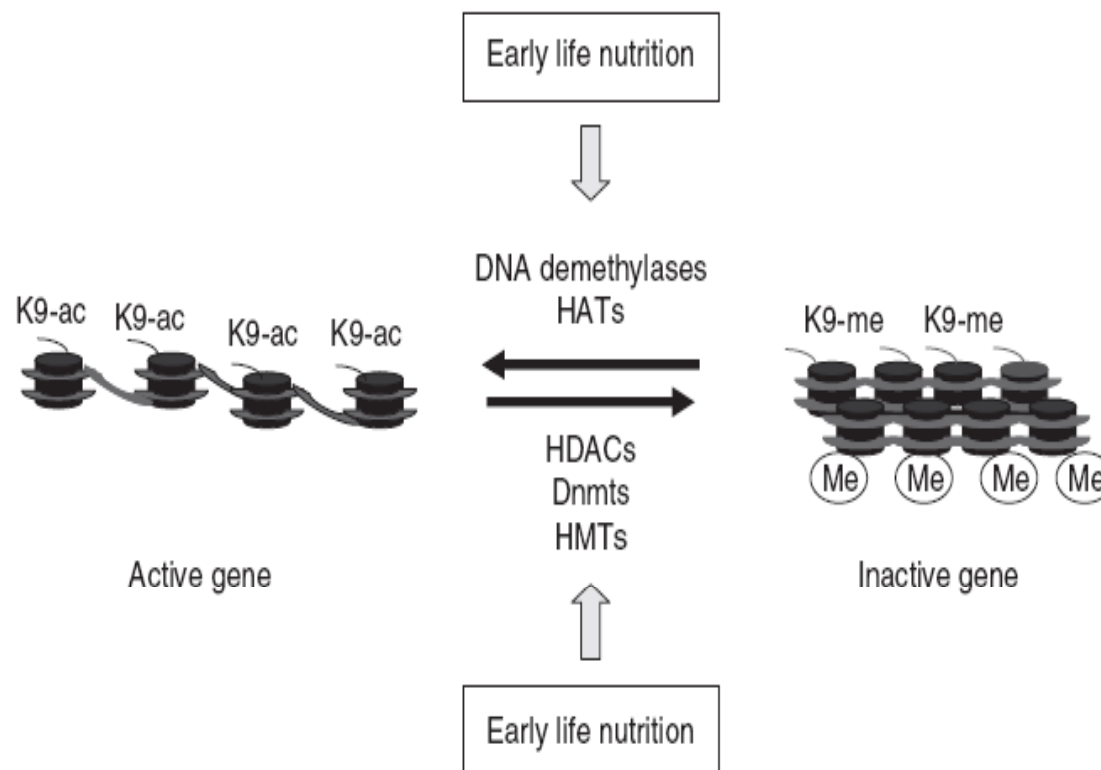 Early life nutrition
DNA demethylases
HATs
K9-ac K9-ac K9-ac K9-ac
K9-me K9-me
HDACs
Dnmts
HMTs
Me Me Me Me
Active gene
Inactive gene
Early life nutrition